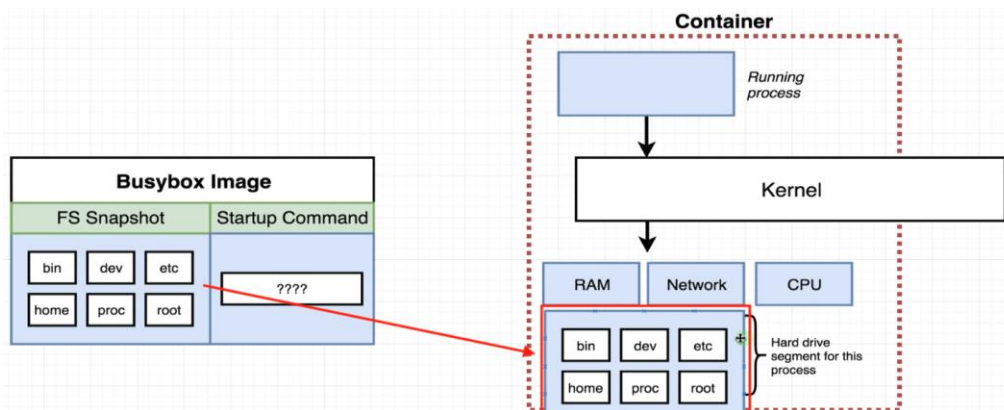 Container
Running
process
Kernel
Busybox Image
FS Snapshot
Startup Command
bin
dev
etc
home
proc
root
????
RAM
Network
CPU
bin
dev
etc
home
proc
root
Hard drive
segment for this
process